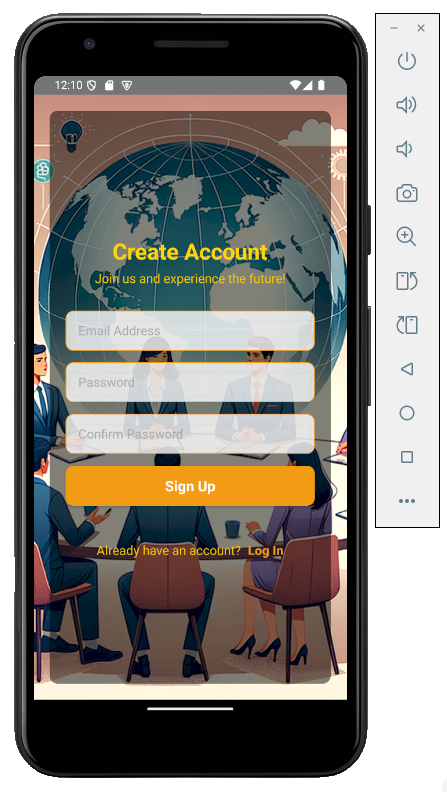 12:10
Create Account
Join us and experience the future!
Email Address
Password
Confirm Password
Sign Up
Already have an account? Log In